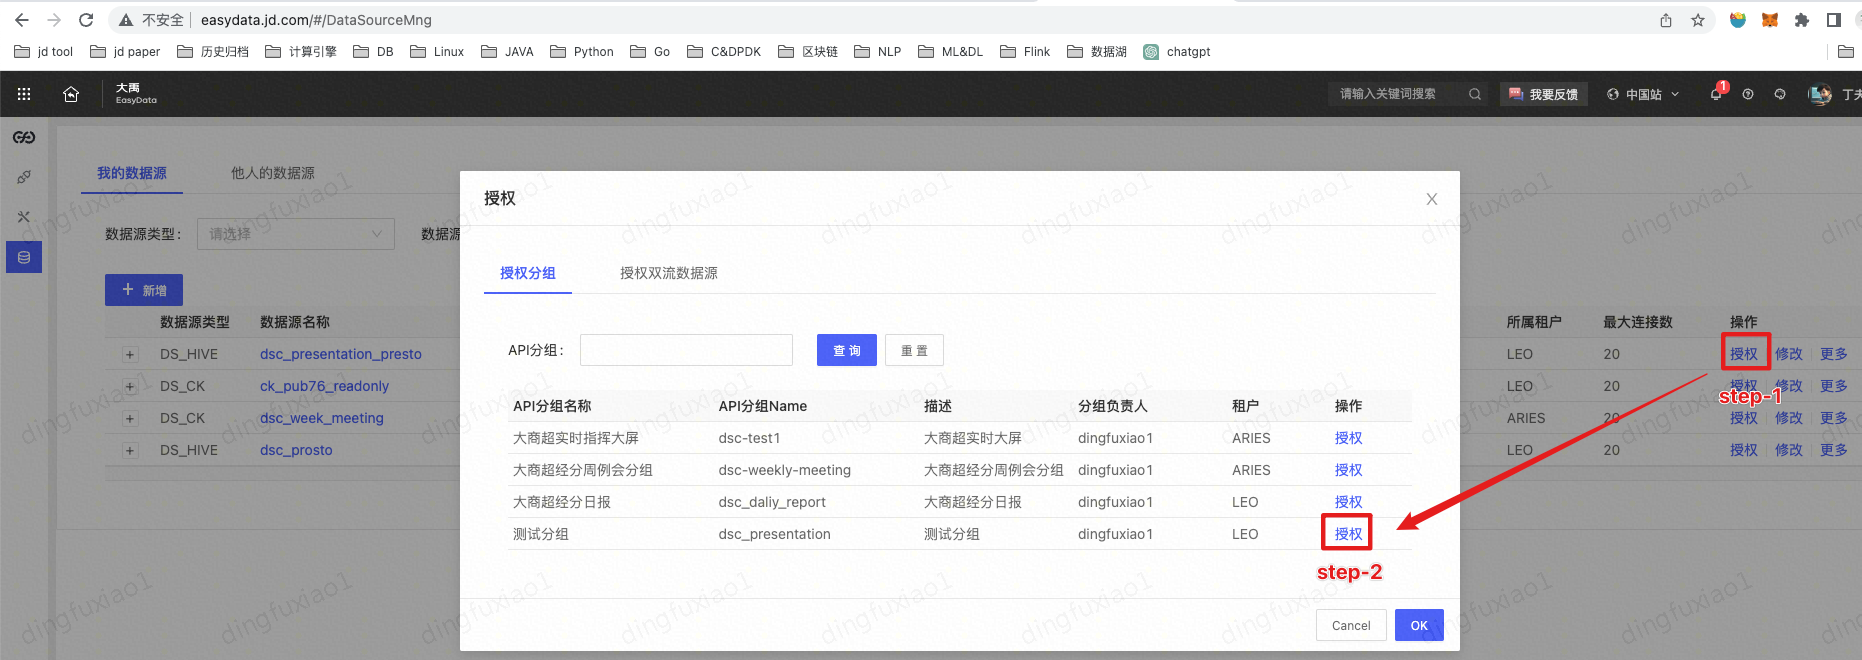 不安全 easydata.jd.com/#/DataSourceMng
jd tool jd paper 历史归档 计算引擎 DB Linux JAVA Python Go C&DPDK 区块链 NLP ML&DL Flink 数据湖 chatgpt
大禹
EasyData
请输入关键词搜索 我要反馈 中国站 1 丁夫
我的数据源 他人的数据源
数据源类型: 请选择 数据源
+ 新增
数据源类型 数据源名称 所属租户 最大连接数 操作
+ DS_HIVE dsc_presentation_presto LEO 20 授权 修改 更多
+ DS_CK ck_pub76_readonly LEO 20 授权 修改 更多
step-1
+ DS_CK dsc_week_meeting ARIES 20 授权 修改 更多
+ DS_HIVE dsc_prosto LEO 20 授权 修改 更多
授权
授权分组 授权双流数据源
API分组: 查 询 重 置
API分组名称 API分组Name 描述 分组负责人 租户 操作
大商超实时指挥大屏 dsc-test1 大商超实时大屏 dingfuxiao1 ARIES 授权
大商超经分周例会分组 dsc-weekly-meeting 大商超经分周例会分组 dingfuxiao1 ARIES 授权
大商超经分日报 dsc_daliy_report 大商超经分日报 dingfuxiao1 LEO 授权
测试分组 dsc_presentation 测试分组 dingfuxiao1 LEO 授权
step-2
Cancel OK
dingfuxiao1